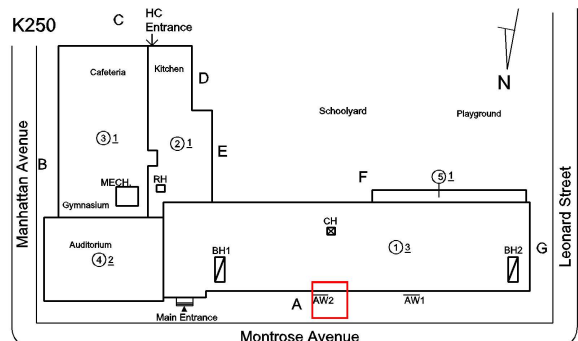 K250
C
HC
Entrance
Cafeteria
Kitchen
D
N
Schoolyard
Playground
3 1
2 1
E
B
MECH.
RH
F
5 1
Gymnasium
Manhattan Avenue
Leonard Street
Auditorium
4 2
CH
BH1
1 3
BH2
G
A
AW2
AW1
Main Entrance
Montrose Avenue